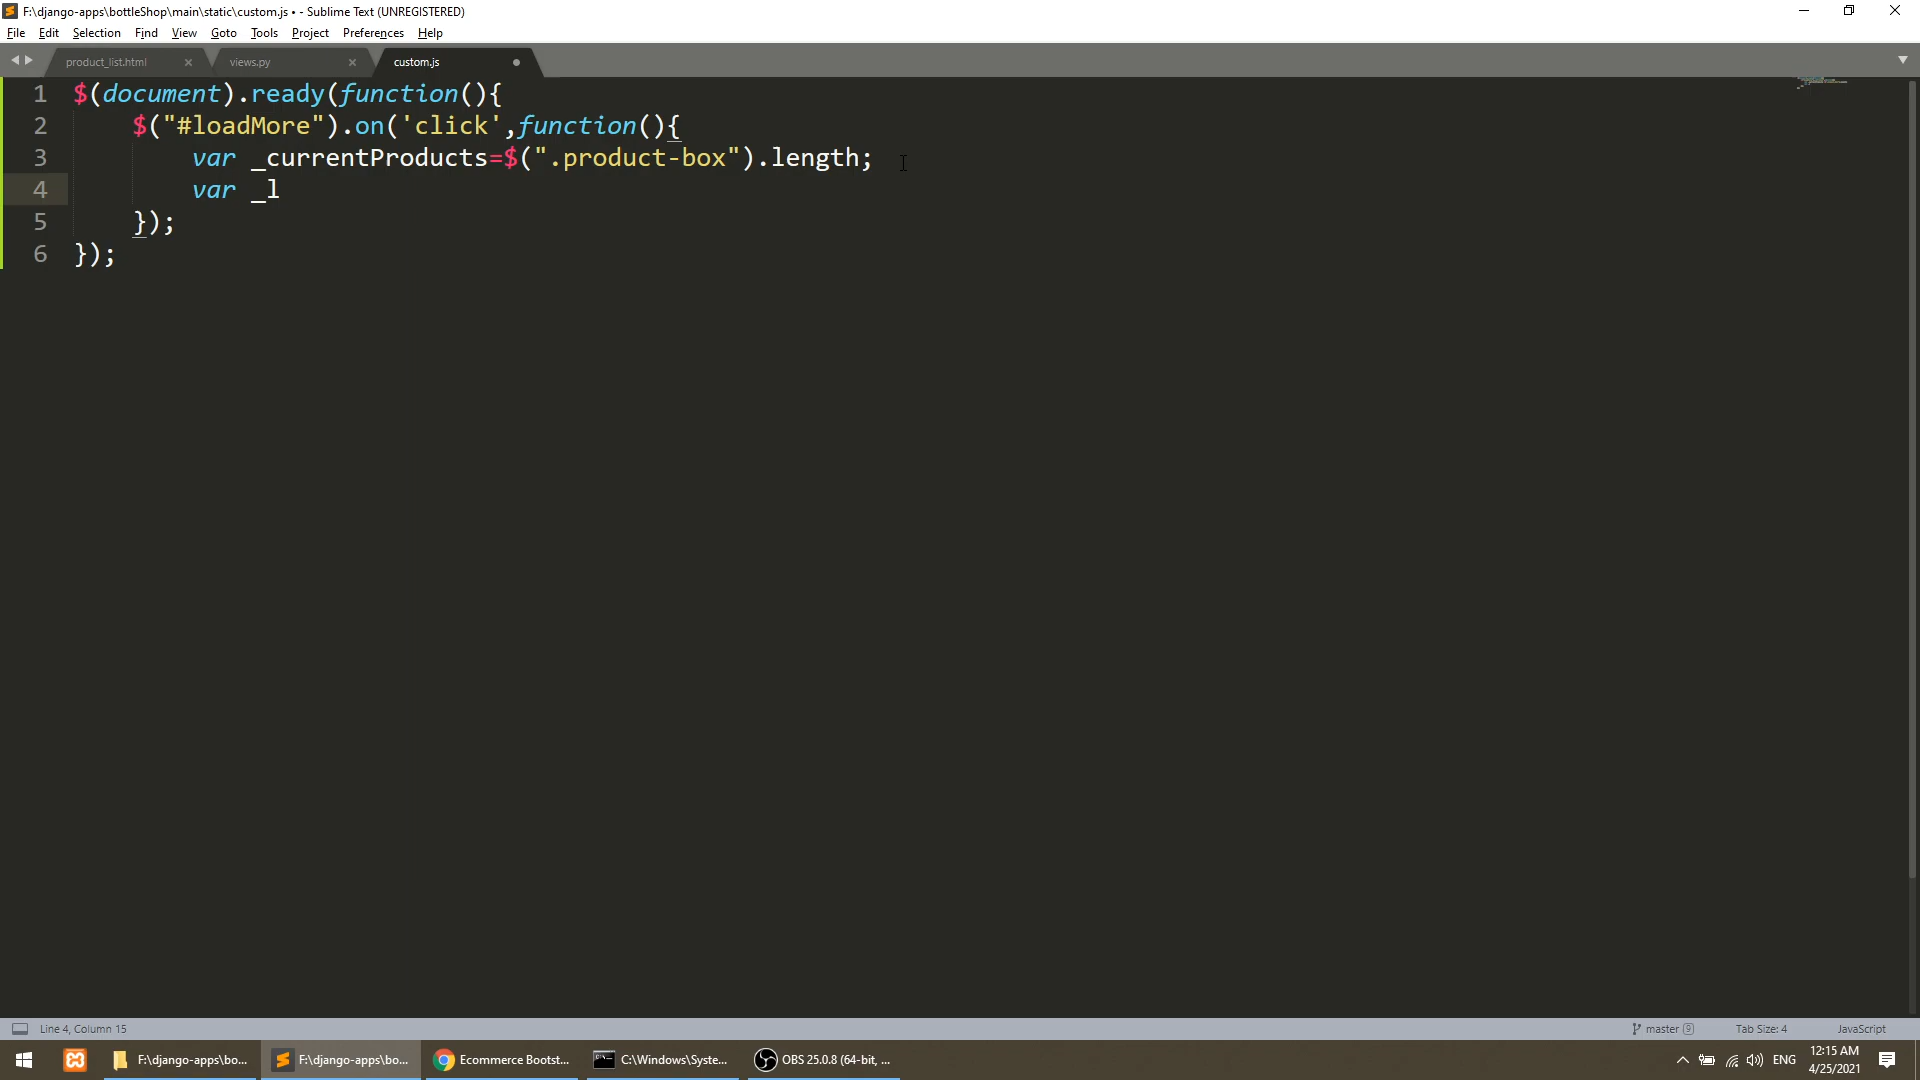 F:\django-apps\bottleShop\main\static\custom.js • - Sublime Text (UNREGISTERED)
File Edit Selection Find View Goto Tools Project Preferences Help
product_list.html views.py custom.js
1 $(document).ready(function(){
2 $("#loadMore").on('click',function(){
3 var _currentProducts=$(".product-box").length;
4 var _l
5 });
6 });
Line 4, Column 15 master 9 Tab Size: 4 JavaScript
F:\django-apps\bo... F:\django-apps\bo... Ecommerce Bootst... C:\Windows\Syste... OBS 25.0.8 (64-bit, ... ENG 12:15 AM
4/25/2021